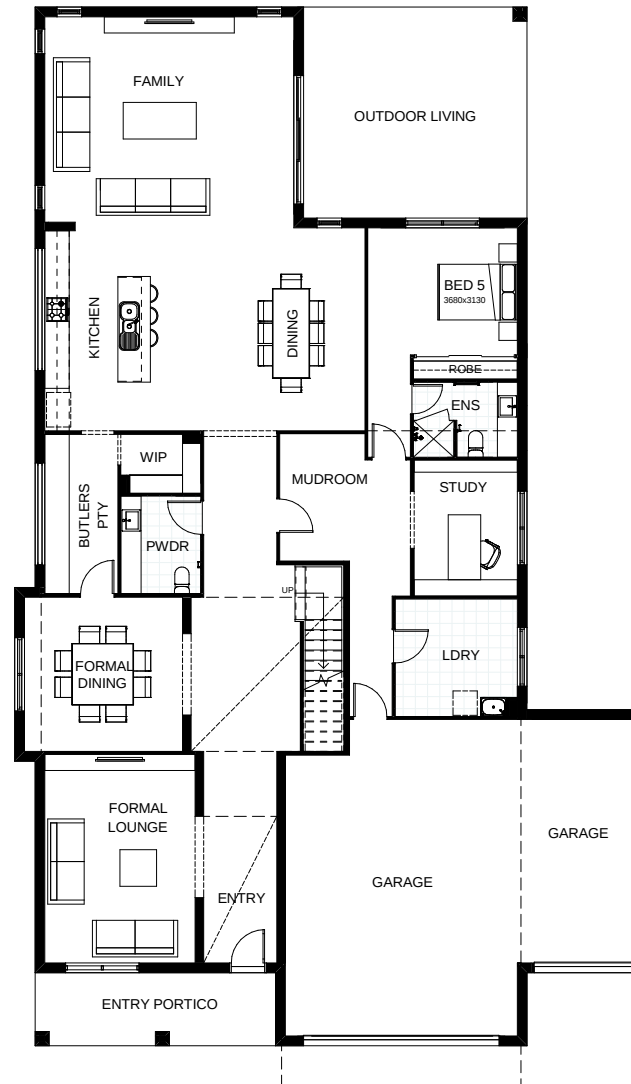 FAMILY
OUTDOOR LIVING
BED 5
3680x3130
KITCHEN
DINING
ROBE
ENS
WIP
MUDROOM
STUDY
BUTLERS
PTY
PWDR
UP
LDRY
FORMAL
DINING
FORMAL
LOUNGE
GARAGE
GARAGE
ENTRY
ENTRY PORTICO